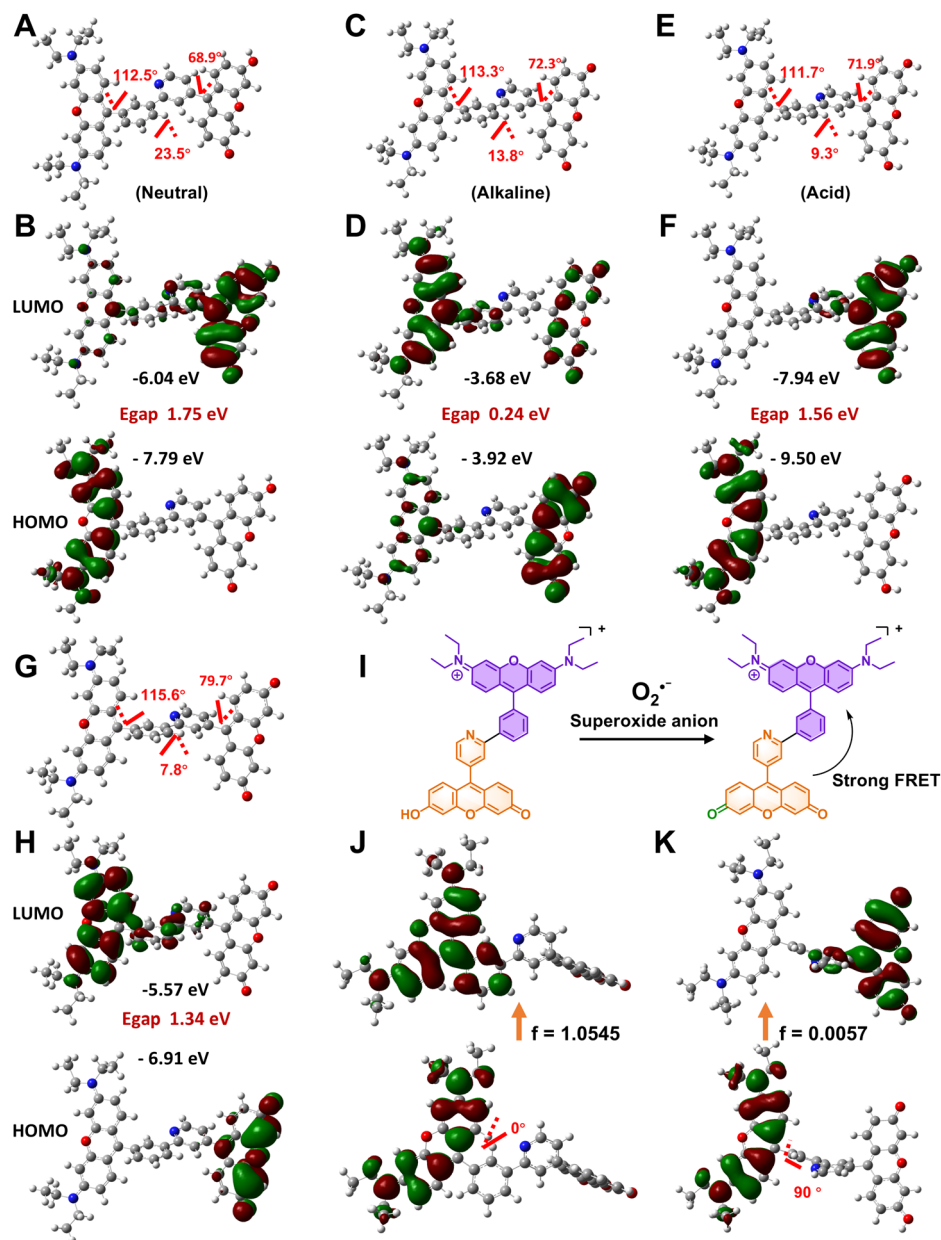 A
C
E
112.5°
68.9°
23.5°
(Neutral)
113.3°
72.3°
13.8°
(Alkaline)
111.7°
71.9°
9.3°
(Acid)
B
D
F
LUMO
-6.04 eV
-3.68 eV
-7.94 eV
Egap 1.75 eV
Egap 0.24 eV
Egap 1.56 eV
- 7.79 eV
- 3.92 eV
- 9.50 eV
HOMO
G
115.6°
79.7°
7.8°
I
N
⊕
O
N
+
N
HO
O
O
O2•−
Superoxide anion
N
⊕
O
N
+
N
O
O
O
Strong FRET
H
J
K
LUMO
-5.57 eV
Egap 1.34 eV
- 6.91 eV
HOMO
f = 1.0545
0°
f = 0.0057
90 °